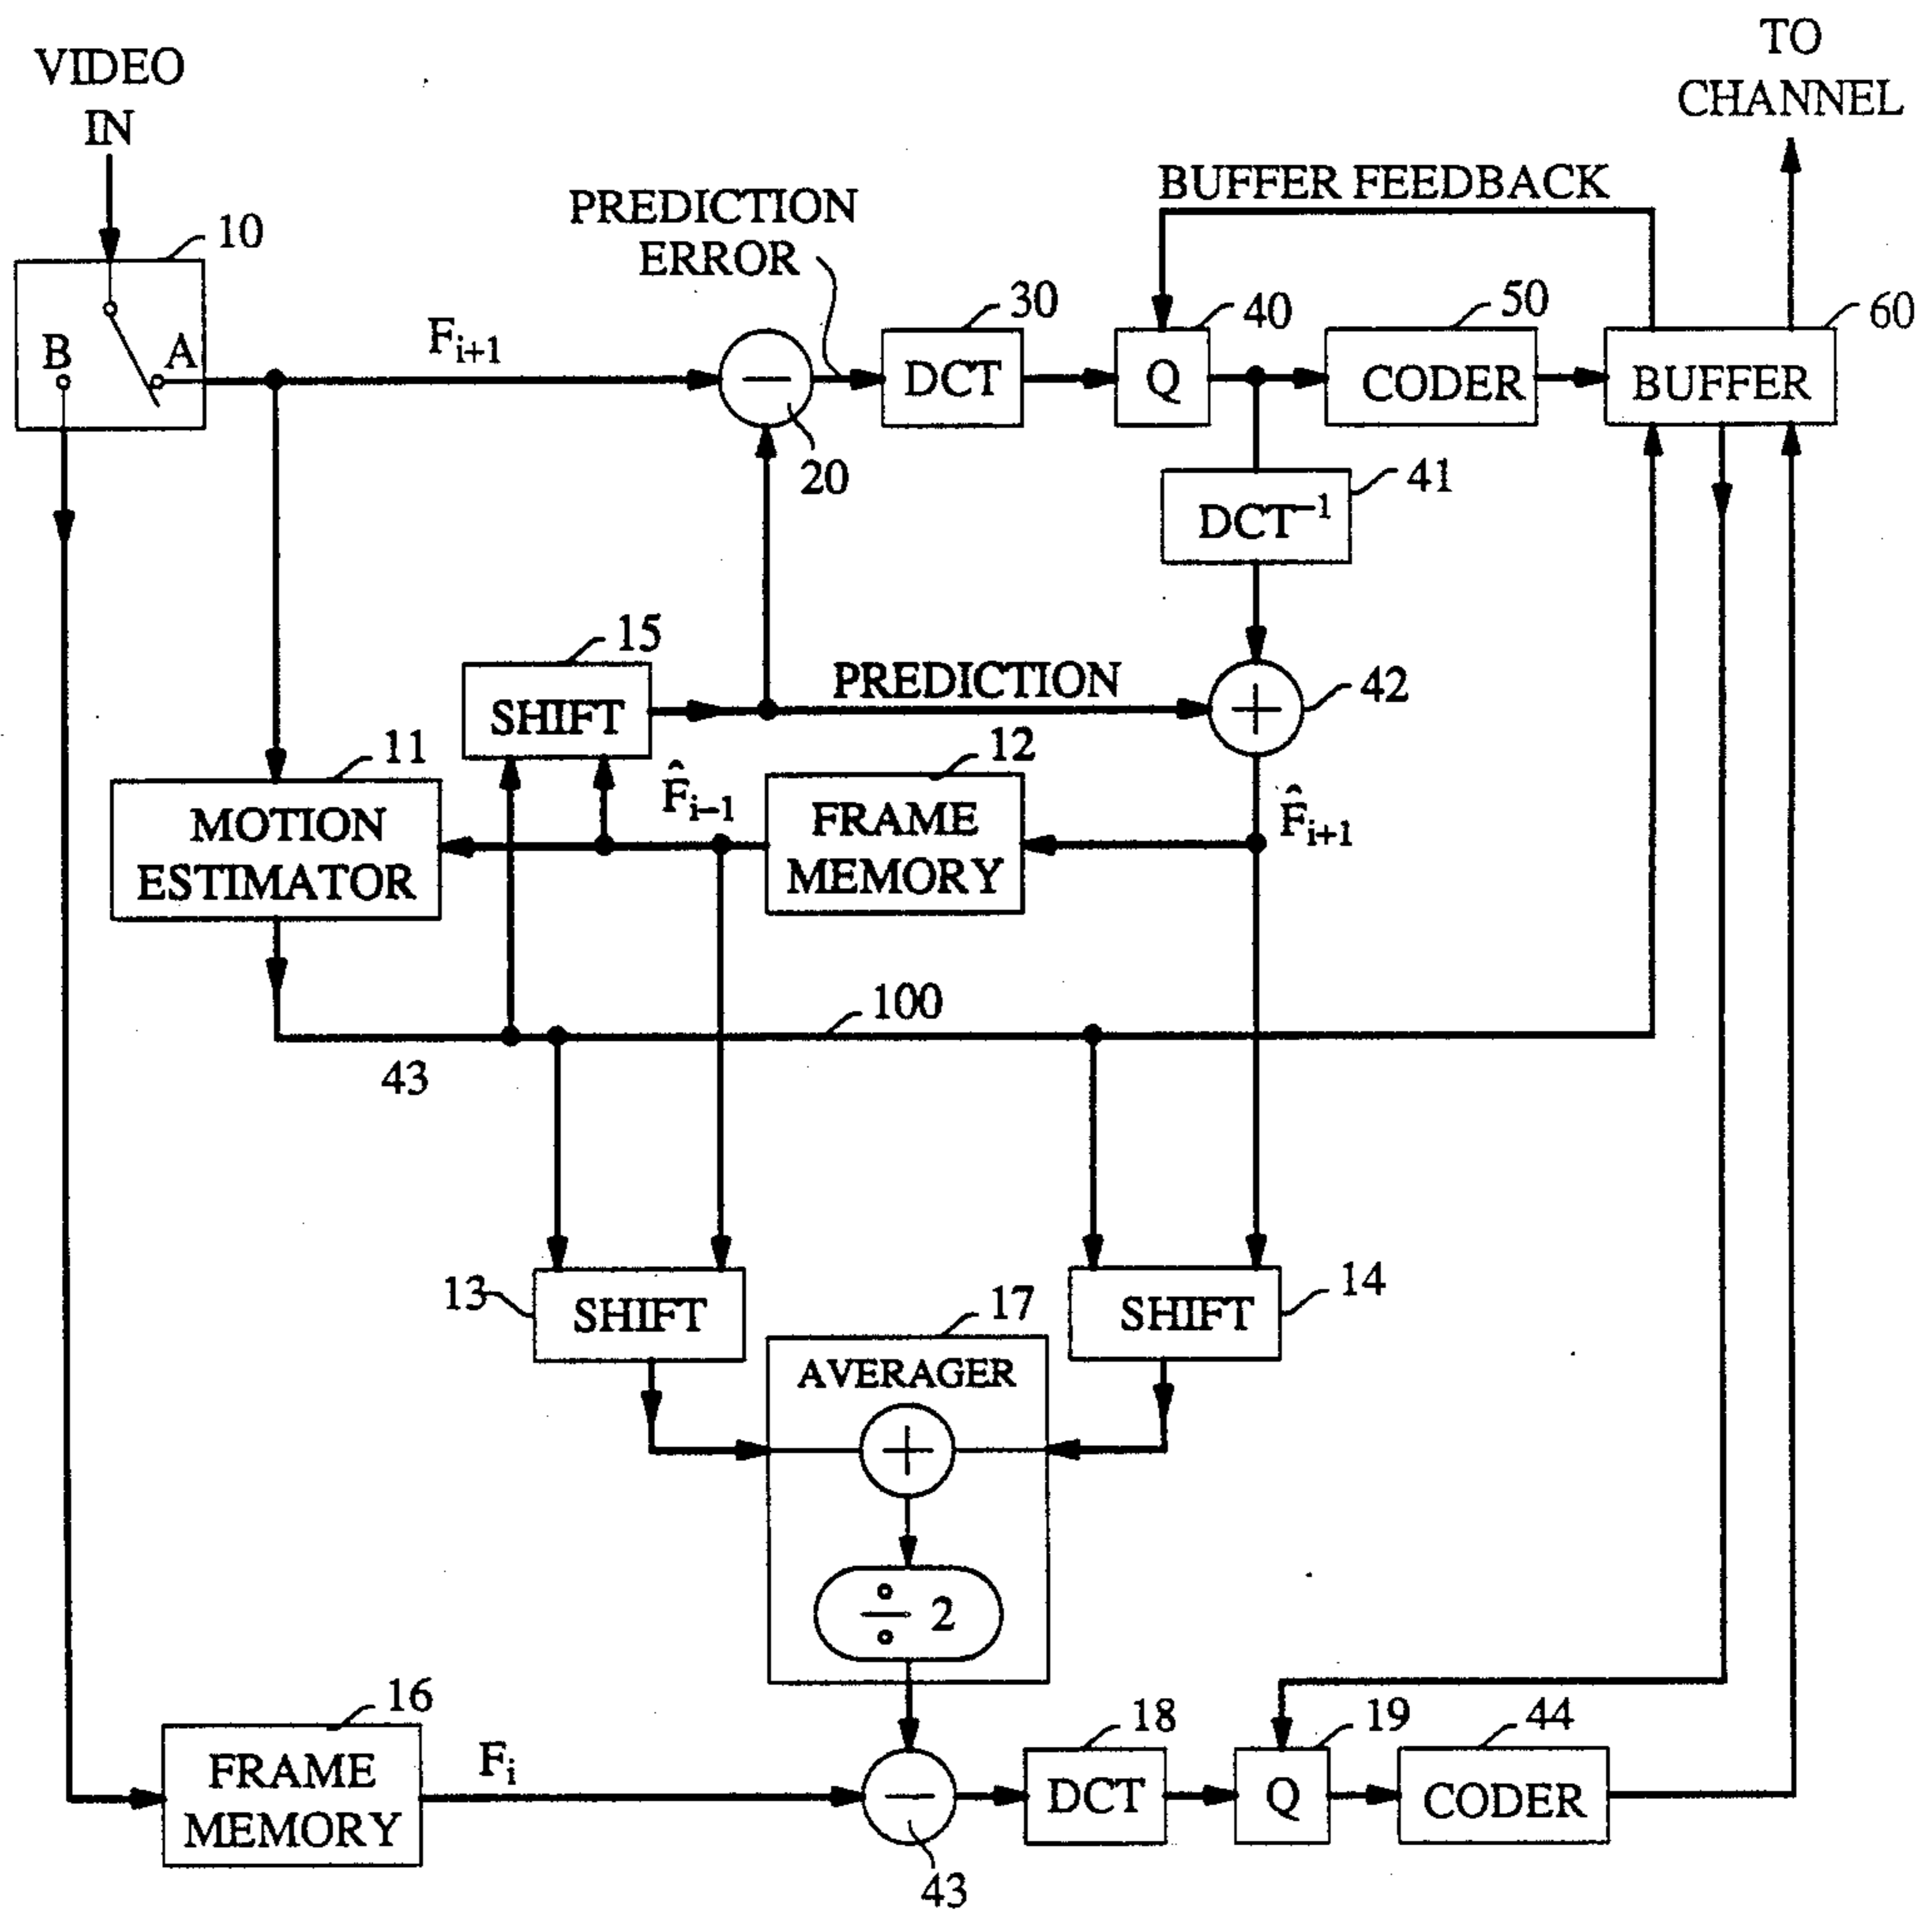 VIDEO
IN
TO
CHANNEL
BUFFER FEEDBACK
PREDICTION
ERROR
10
B
A
F_{i+1}
−
20
30
DCT
40
Q
50
CODER
60
BUFFER
41
DCT^{−1}
15
SHIFT
PREDICTION
+
42
11
MOTION
ESTIMATOR
F̂_{i−1}
12
FRAME
MEMORY
F̂_{i+1}
100
43
13
SHIFT
14
SHIFT
17
AVERAGER
+
÷ 2
16
FRAME
MEMORY
F_i
−
43
18
DCT
19
Q
44
CODER